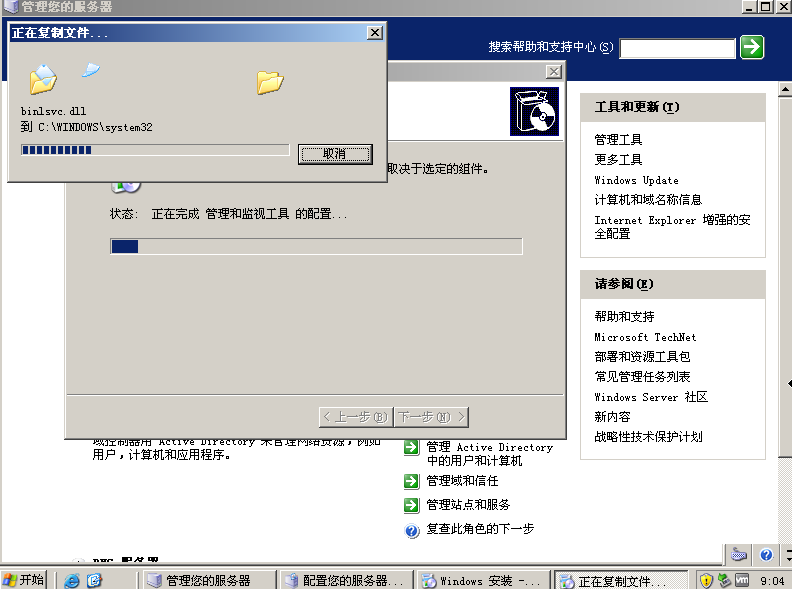 管理您的服务器
正在复制文件...
binlsvc.dll
到 C:\WINDOWS\system32
取消
搜索帮助和支持中心(S)
取决于选定的组件。
状态: 正在完成 管理和监视工具 的配置...
< 上一步(B)
下一步(N) >
工具和更新(T)
管理工具
更多工具
Windows Update
计算机和域名称信息
Internet Explorer 增强的安
全配置
请参阅(E)
帮助和支持
Microsoft TechNet
部署和资源工具包
常见管理任务列表
Windows Server 社区
新内容
战略性技术保护计划
域控制器用 Active Directory 来管理网络资源，例如
用户，计算机和应用程序。
管理 Active Directory
中的用户和计算机
管理域和信任
管理站点和服务
复查此角色的下一步
DNS 服务器
开始
管理您的服务器
配置您的服务器...
Windows 安装 -...
正在复制文件...
9:04